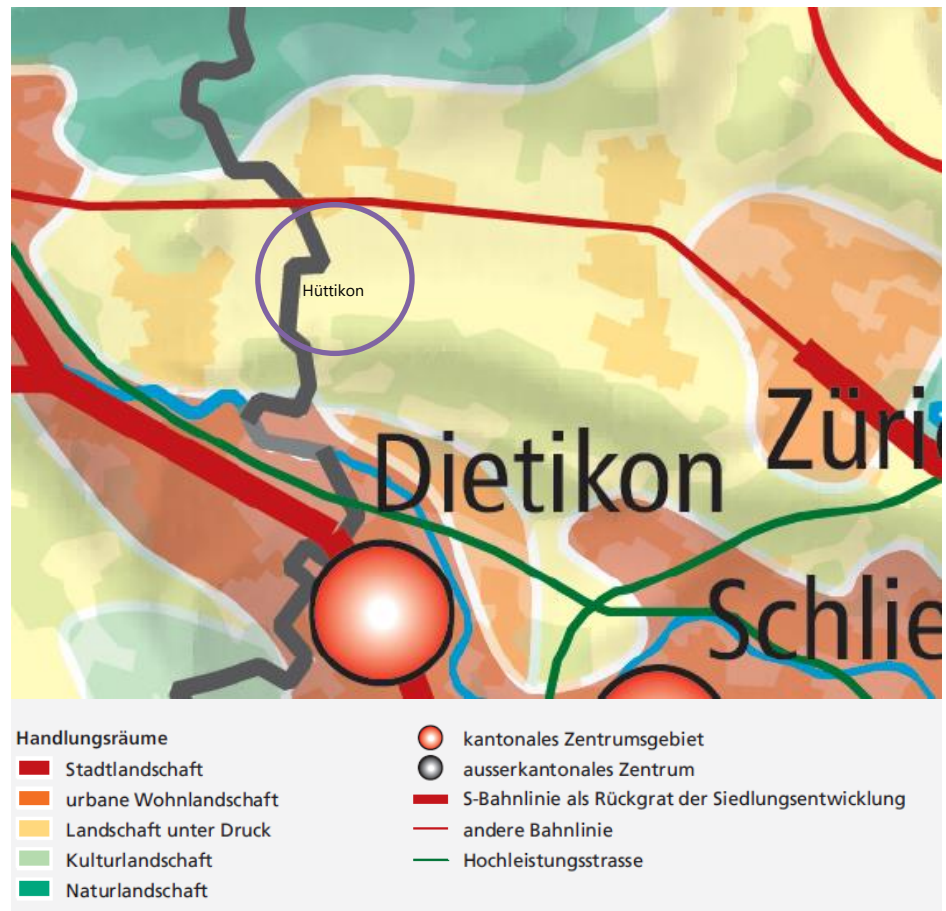 Hüttikon
Dietikon
Züri
Schlie
Handlungsräume
Stadtlandschaft
urbane Wohnlandschaft
Landschaft unter Druck
Kulturlandschaft
Naturlandschaft
kantonales Zentrumsgebiet
ausserkantonales Zentrum
S-Bahnlinie als Rückgrat der Siedlungsentwicklung
andere Bahnlinie
Hochleistungsstrasse